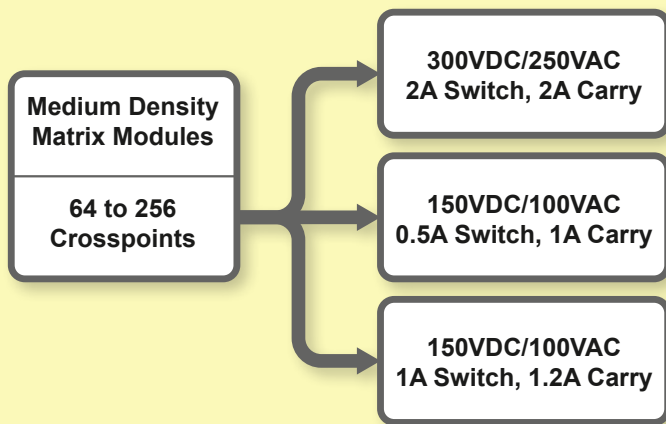 Medium Density
Matrix Modules
64 to 256
Crosspoints
300VDC/250VAC
2A Switch, 2A Carry
150VDC/100VAC
0.5A Switch, 1A Carry
150VDC/100VAC
1A Switch, 1.2A Carry